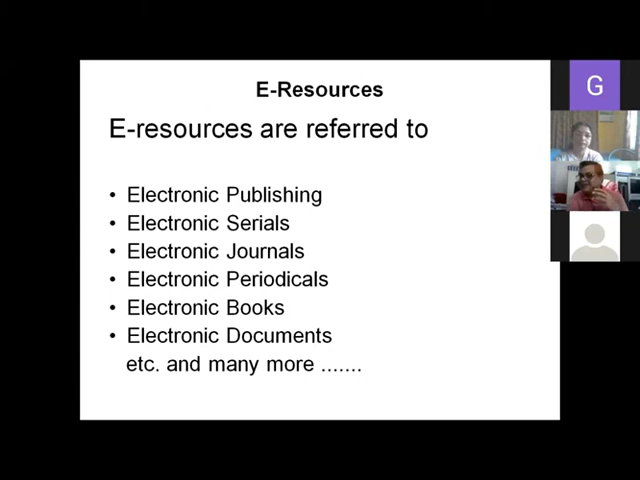 E-Resources
E-resources are referred to
• Electronic Publishing
• Electronic Serials
• Electronic Journals
• Electronic Periodicals
• Electronic Books
• Electronic Documents
etc. and many more .......
G